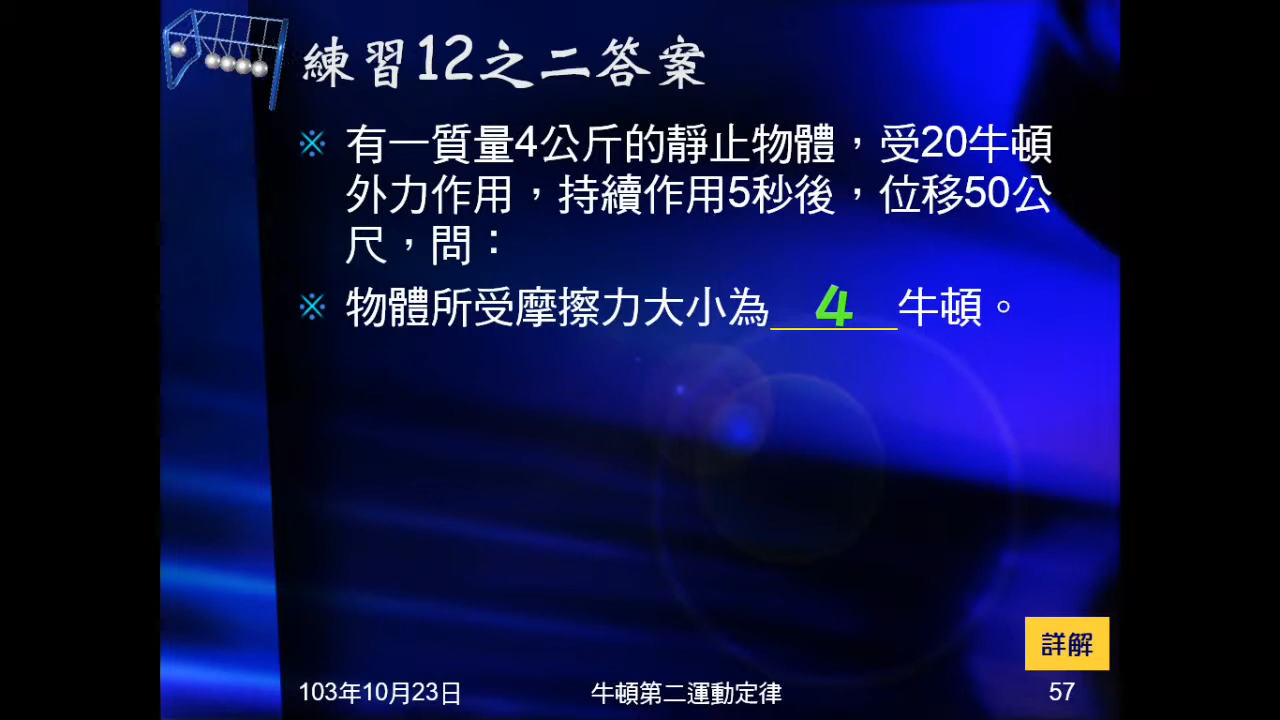 練習12之二答案
※ 有一質量4公斤的靜止物體，受20牛頓
外力作用，持續作用5秒後，位移50公
尺，問：
※ 物體所受摩擦力大小為 4 牛頓。
詳解
103年10月23日 牛頓第二運動定律 57